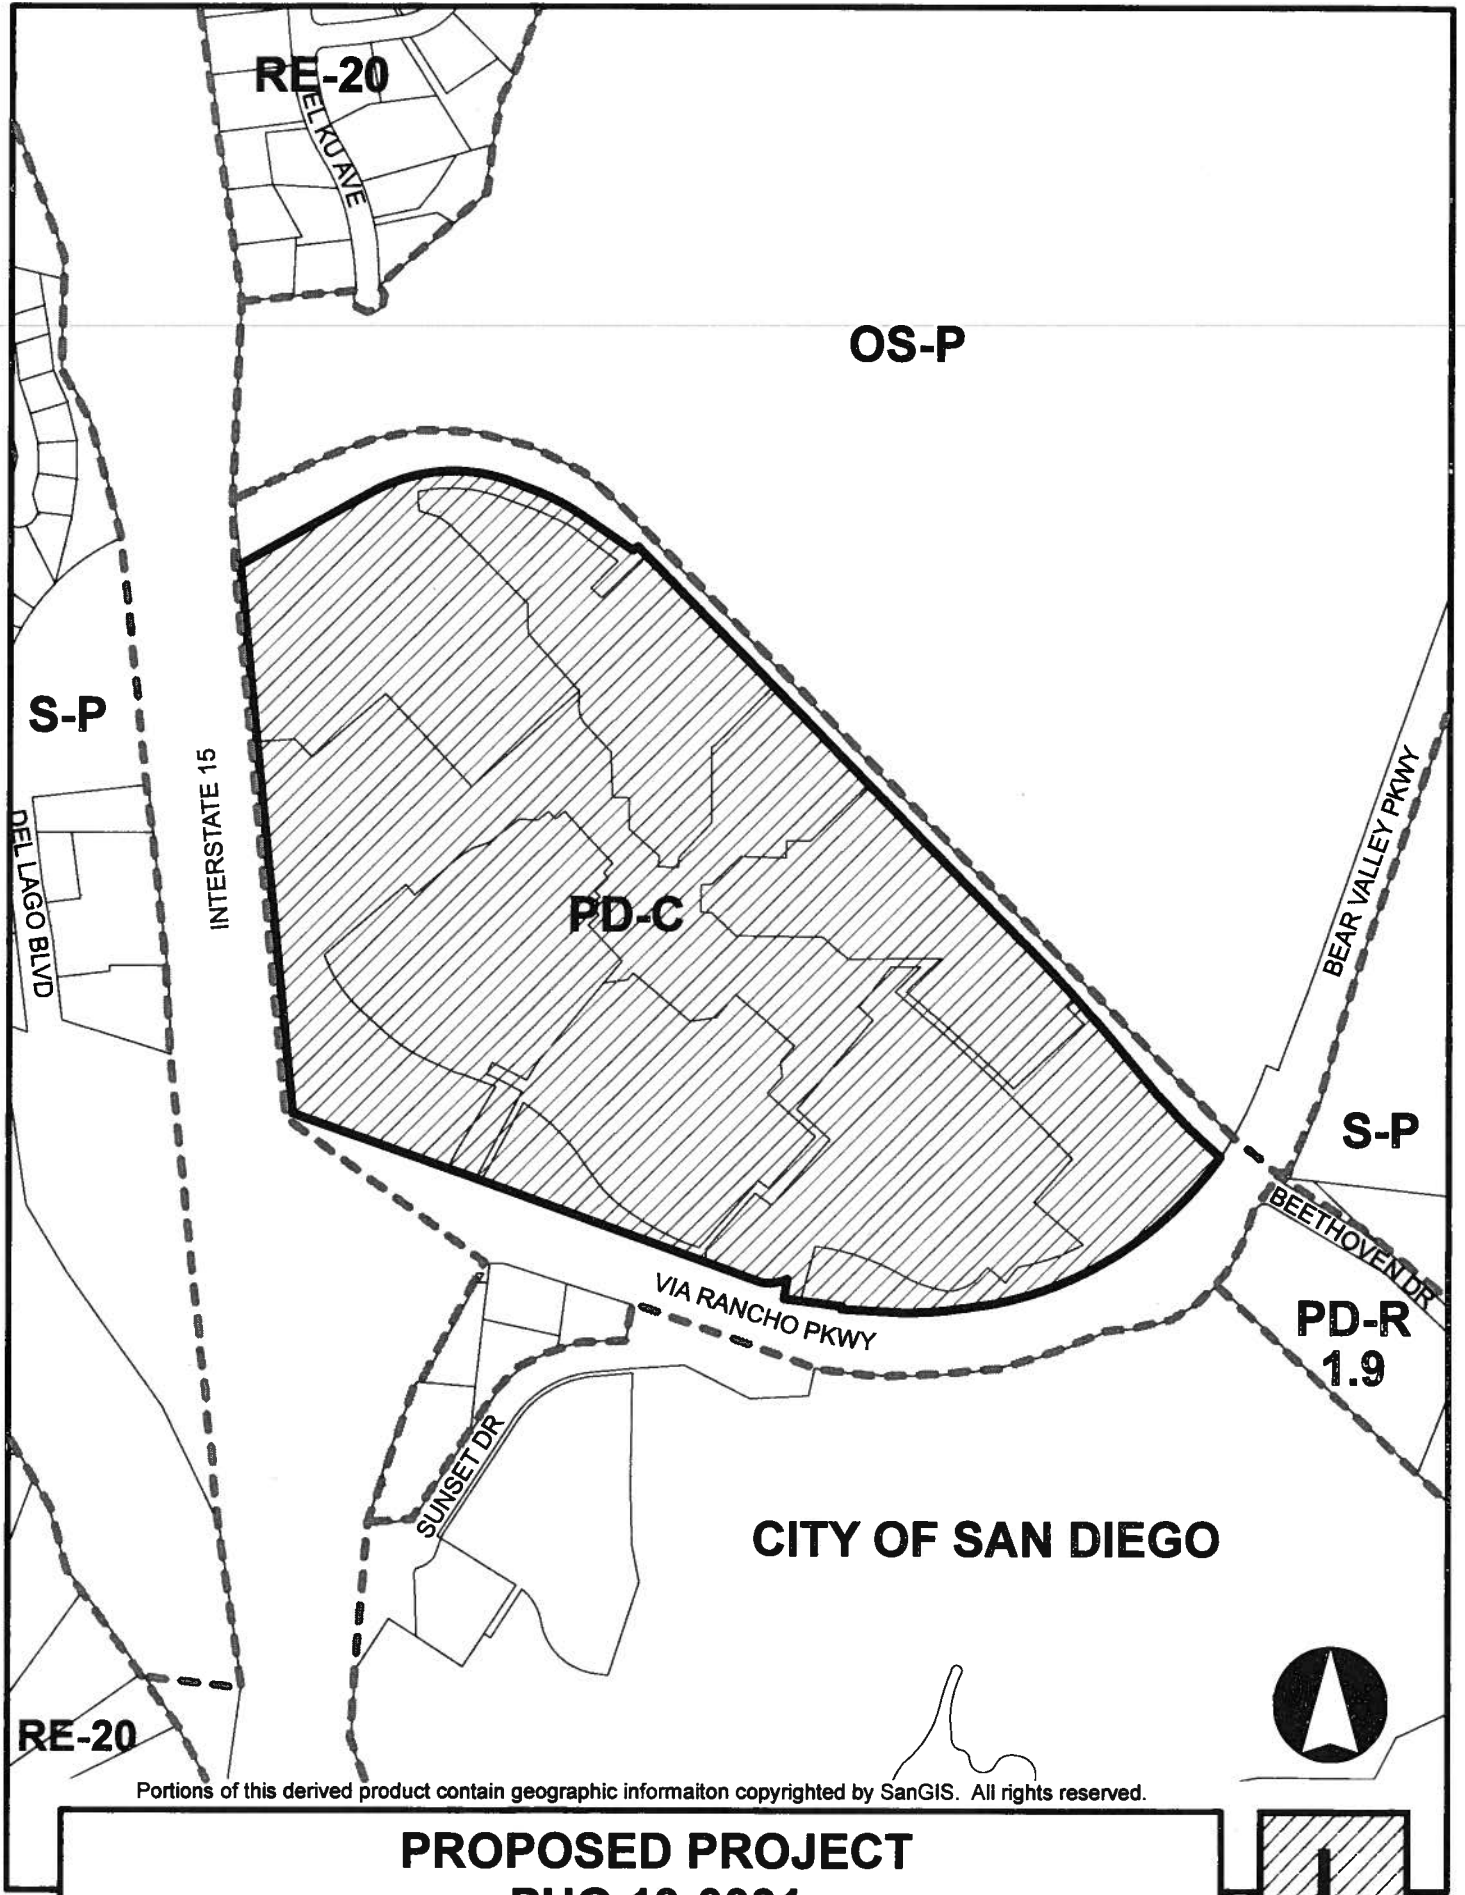 RE-20
EL KU AVE
OS-P
S-P
INTERSTATE 15
DEL LAGO BLVD
PD-C
BEAR VALLEY PKWY
S-P
BEETHOVEN DR
VIA RANCHO PKWY
PD-R
1.9
SUNSET DR
CITY OF SAN DIEGO
RE-20
Portions of this derived product contain geographic informaiton copyrighted by SanGIS. All rights reserved.
PROPOSED PROJECT